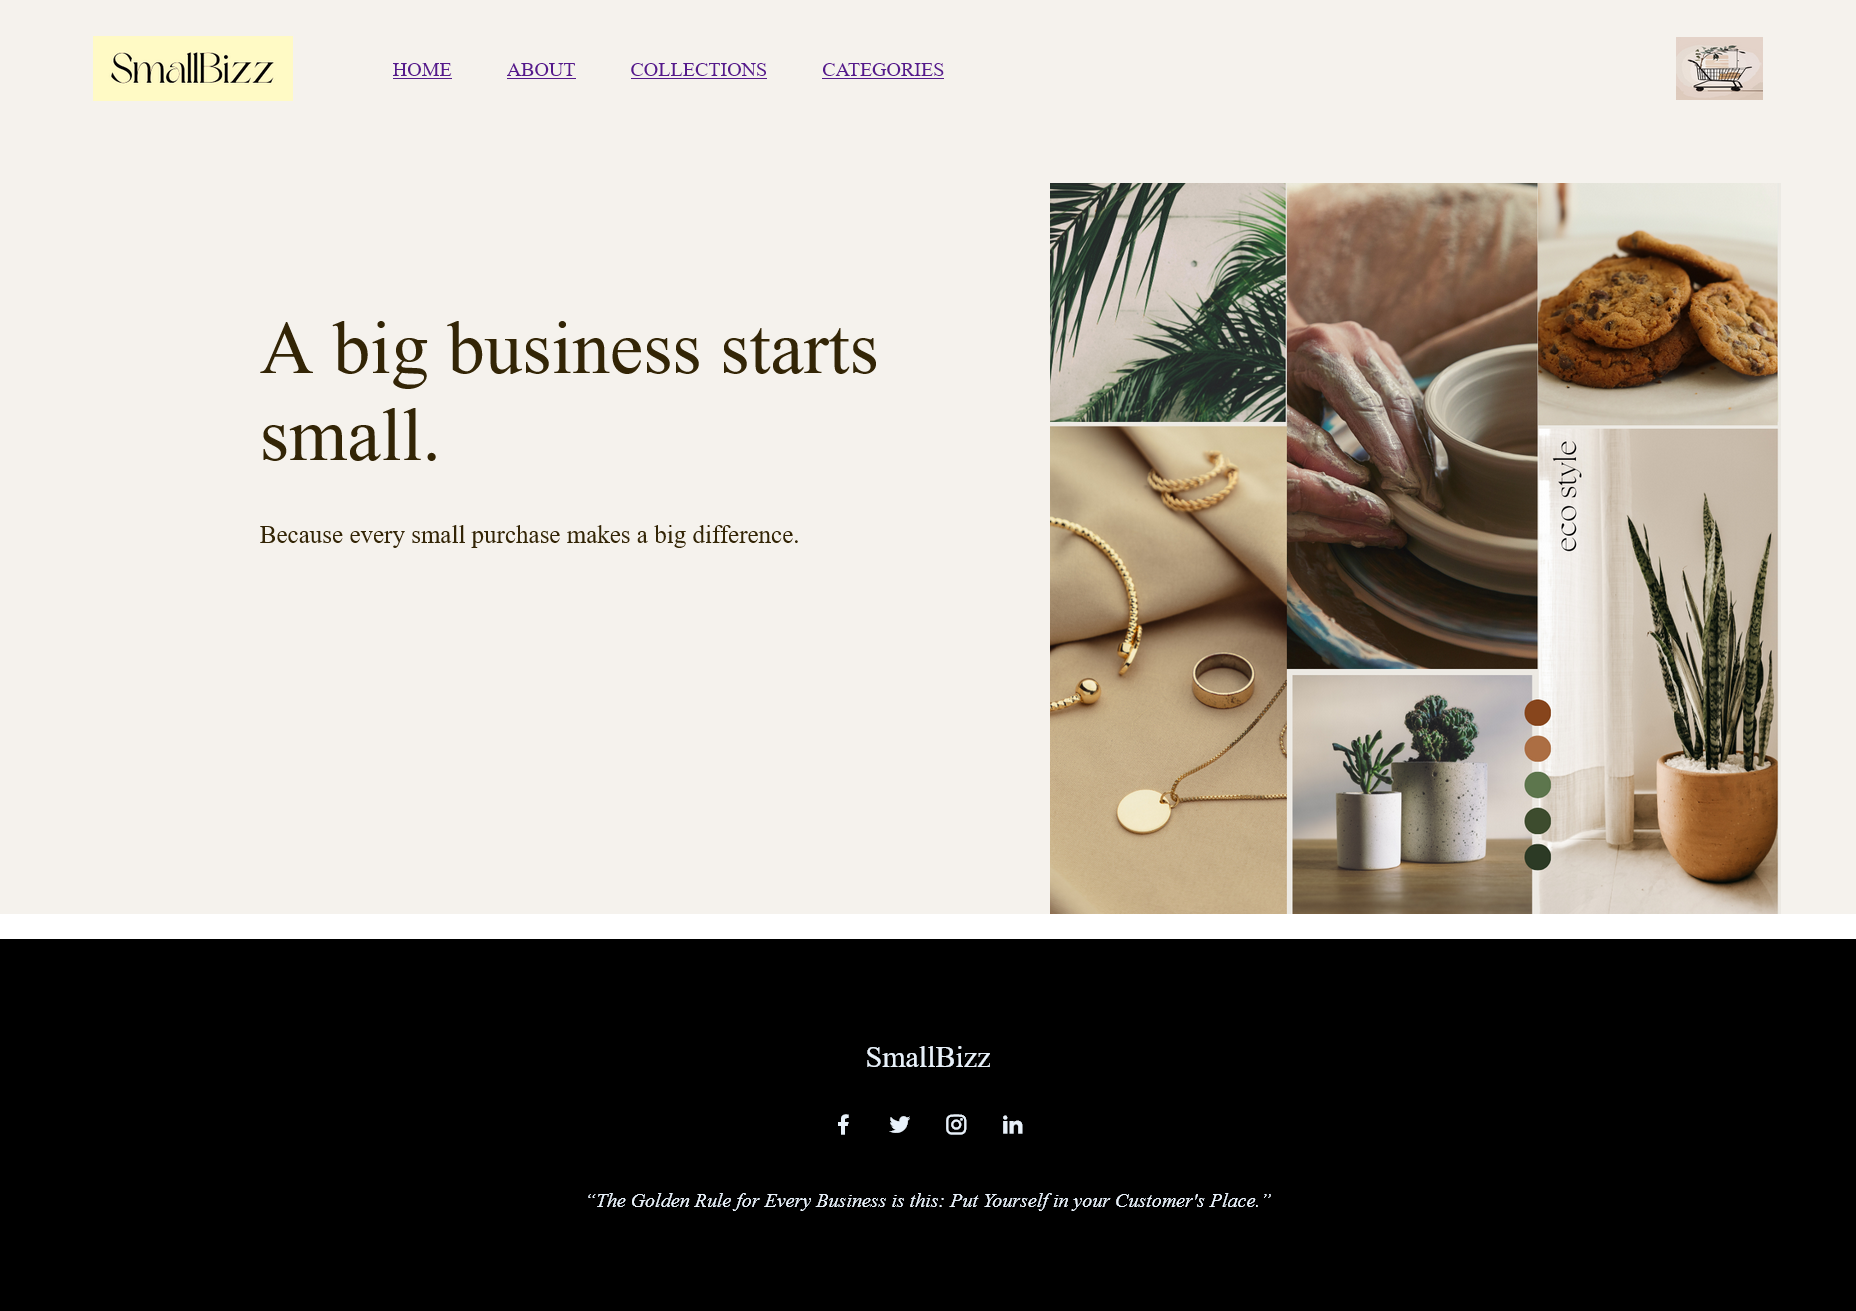 SmallBizz
HOME
ABOUT
COLLECTIONS
CATEGORIES
A big business starts
small.
Because every small purchase makes a big difference.
eco style
SmallBizz
“The Golden Rule for Every Business is this: Put Yourself in your Customer's Place.”